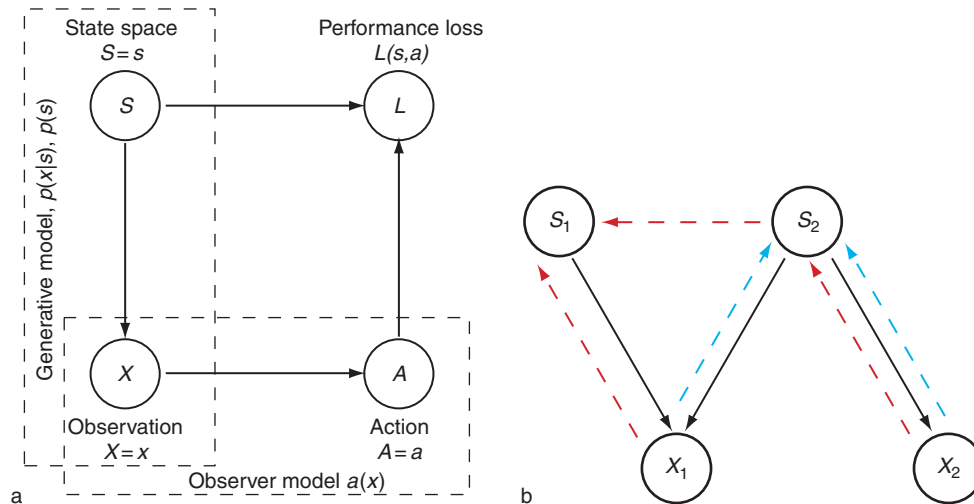 State space
S=s
Performance loss
L(s,a)
S
L
Generative model, p(x|s), p(s)
X
A
Observation
X=x
Action
A=a
Observer model a(x)
a
S1
S2
X1
X2
b